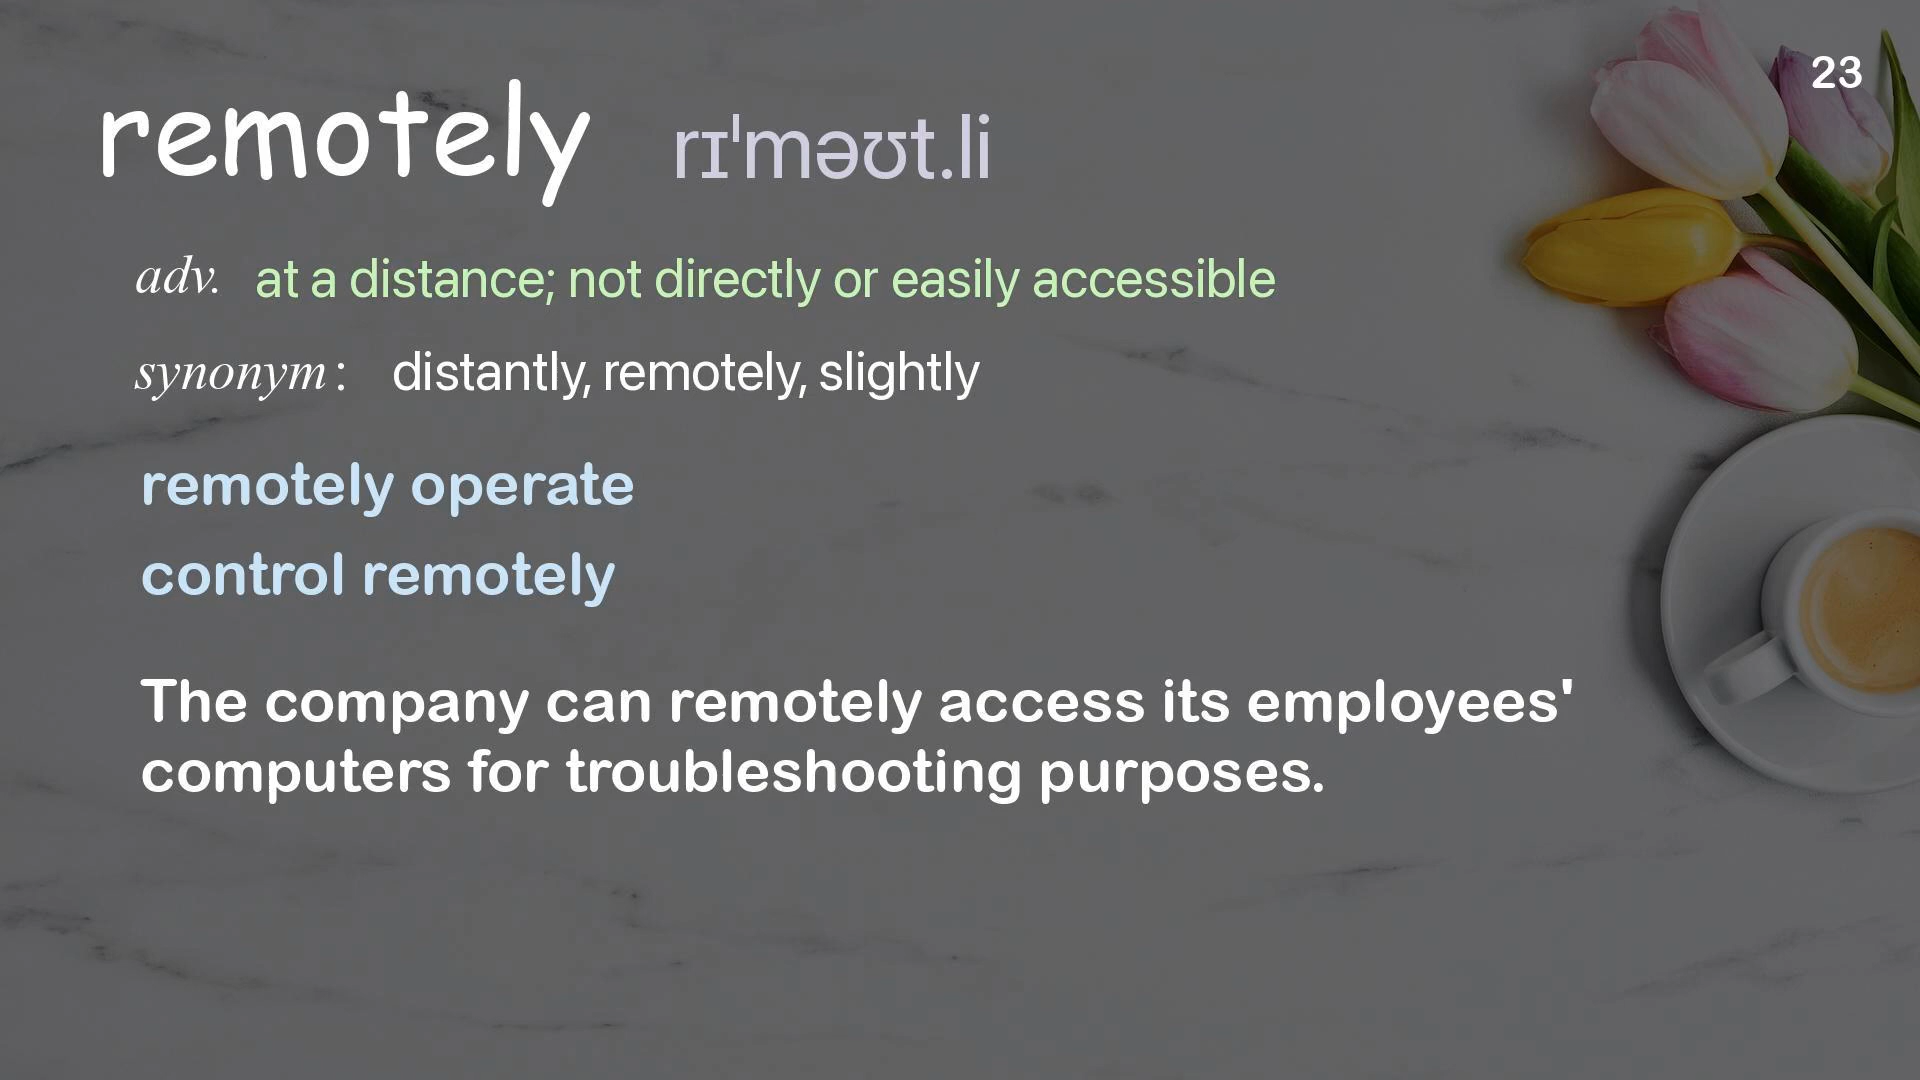 23
remotely rɪˈməʊt.li
adv. at a distance; not directly or easily accessible
synonym : distantly, remotely, slightly
remotely operate
control remotely
The company can remotely access its employees'
computers for troubleshooting purposes.